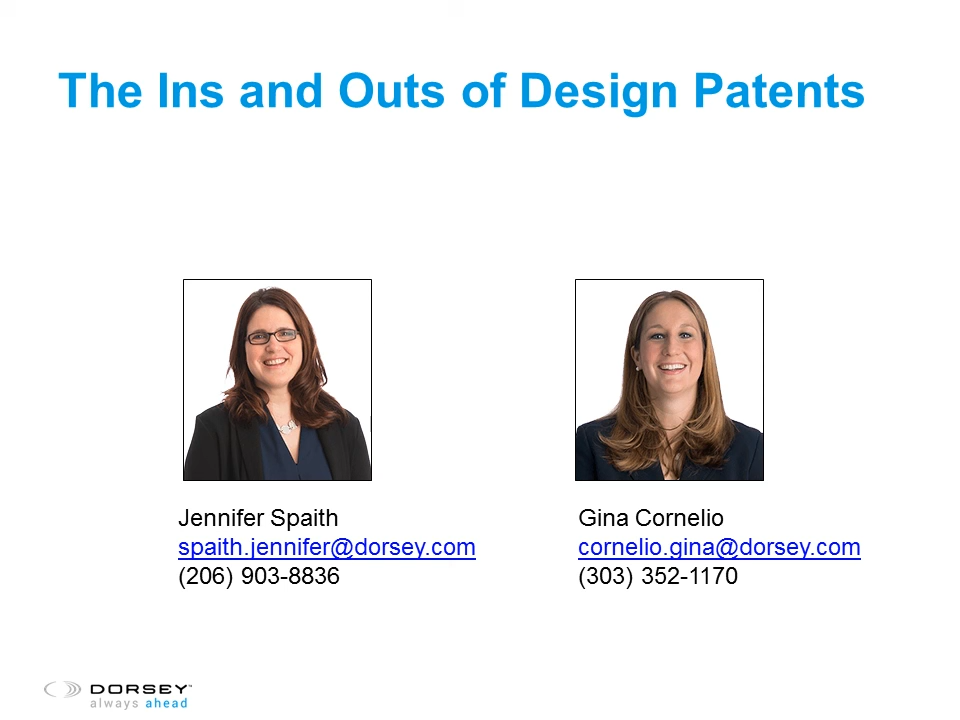 The Ins and Outs of Design Patents
Jennifer Spaith
spaith.jennifer@dorsey.com
(206) 903-8836
Gina Cornelio
cornelio.gina@dorsey.com
(303) 352-1170
DORSEY™
always ahead